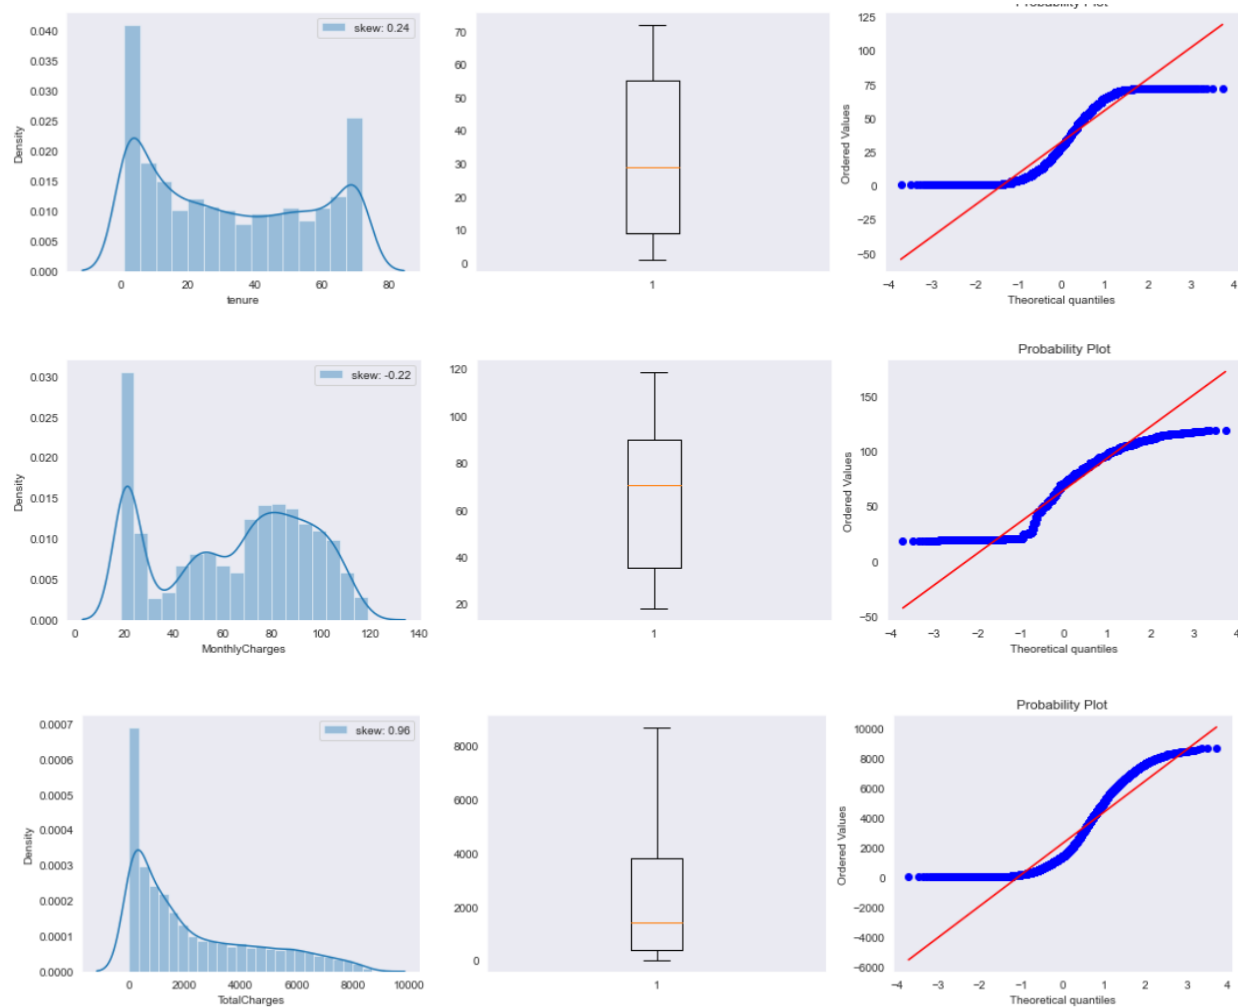 Probability Plot
skew: 0.24
Density
0.040
0.035
0.030
0.025
0.020
0.015
0.010
0.005
0.000
0 20 40 60 80
tenure
70
60
50
40
30
20
10
0
1
Ordered Values
125
100
75
50
25
0
−25
−50
−4 −3 −2 −1 0 1 2 3 4
Theoretical quantiles
skew: -0.22
Density
0.030
0.025
0.020
0.015
0.010
0.005
0.000
0 20 40 60 80 100 120 140
MonthlyCharges
120
100
80
60
40
20
1
Probability Plot
Ordered Values
150
100
50
0
−50
−4 −3 −2 −1 0 1 2 3 4
Theoretical quantiles
skew: 0.96
Density
0.0007
0.0006
0.0005
0.0004
0.0003
0.0002
0.0001
0.0000
0 2000 4000 6000 8000 10000
TotalCharges
8000
6000
4000
2000
0
1
Probability Plot
Ordered Values
10000
8000
6000
4000
2000
0
−2000
−4000
−6000
−4 −3 −2 −1 0 1 2 3 4
Theoretical quantiles